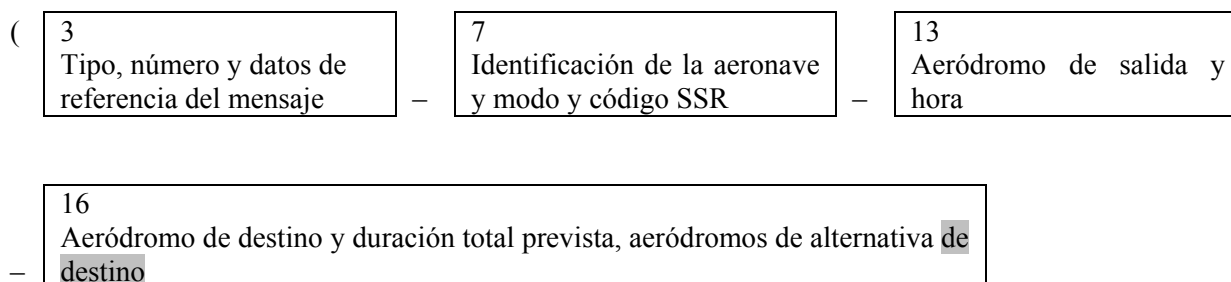 ( 3 7 13
Tipo, número y datos de Identificación de la aeronave Aeródromo de salida y
referencia del mensaje – y modo y código SSR – hora
16
Aeródromo de destino y duración total prevista, aeródromos de alternativa de
– destino